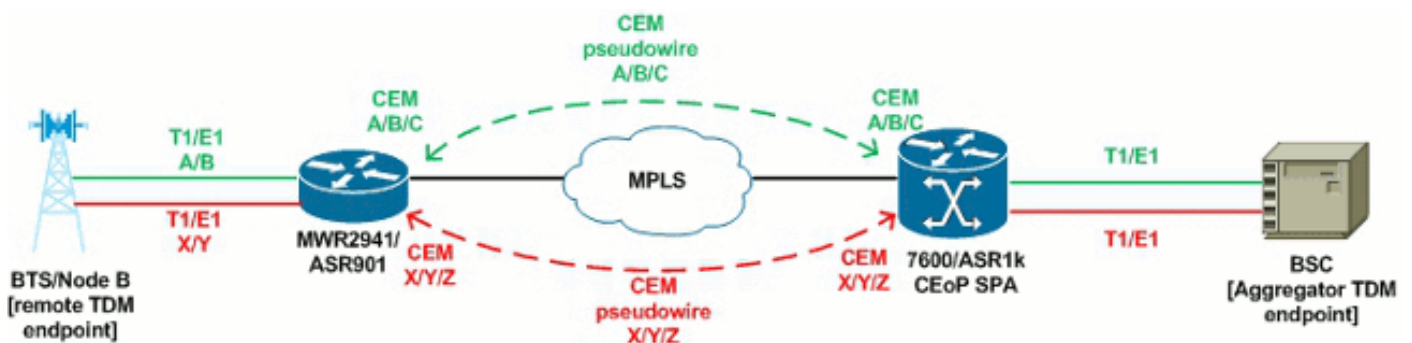 CEM
pseudowire
A/B/C
CEM
A/B/C
CEM
A/B/C
T1/E1
A/B
T1/E1
MPLS
T1/E1
X/Y
MWR2941/
ASR901
CEM
X/Y/Z
CEM
pseudowire
X/Y/Z
CEM
X/Y/Z
7600/ASR1k
CEoP SPA
T1/E1
BTS/Node B
[remote TDM
endpoint]
BSC
[Aggregator TDM
endpoint]